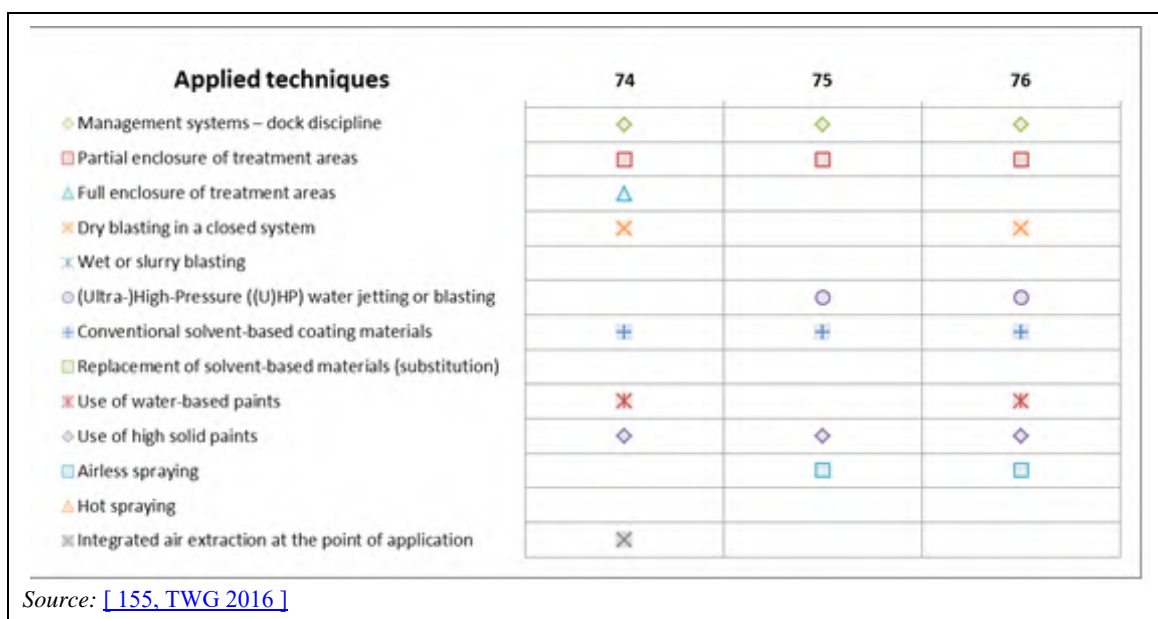 Applied techniques 74 75 76
Management systems – dock discipline
Partial enclosure of treatment areas
Full enclosure of treatment areas
Dry blasting in a closed system
Wet or slurry blasting
(Ultra-)High-Pressure ((U)HP) water jetting or blasting
Conventional solvent-based coating materials
Replacement of solvent-based materials (substitution)
Use of water-based paints
Use of high solid paints
Airless spraying
Hot spraying
Integrated air extraction at the point of application
Source: [ 155, TWG 2016 ]